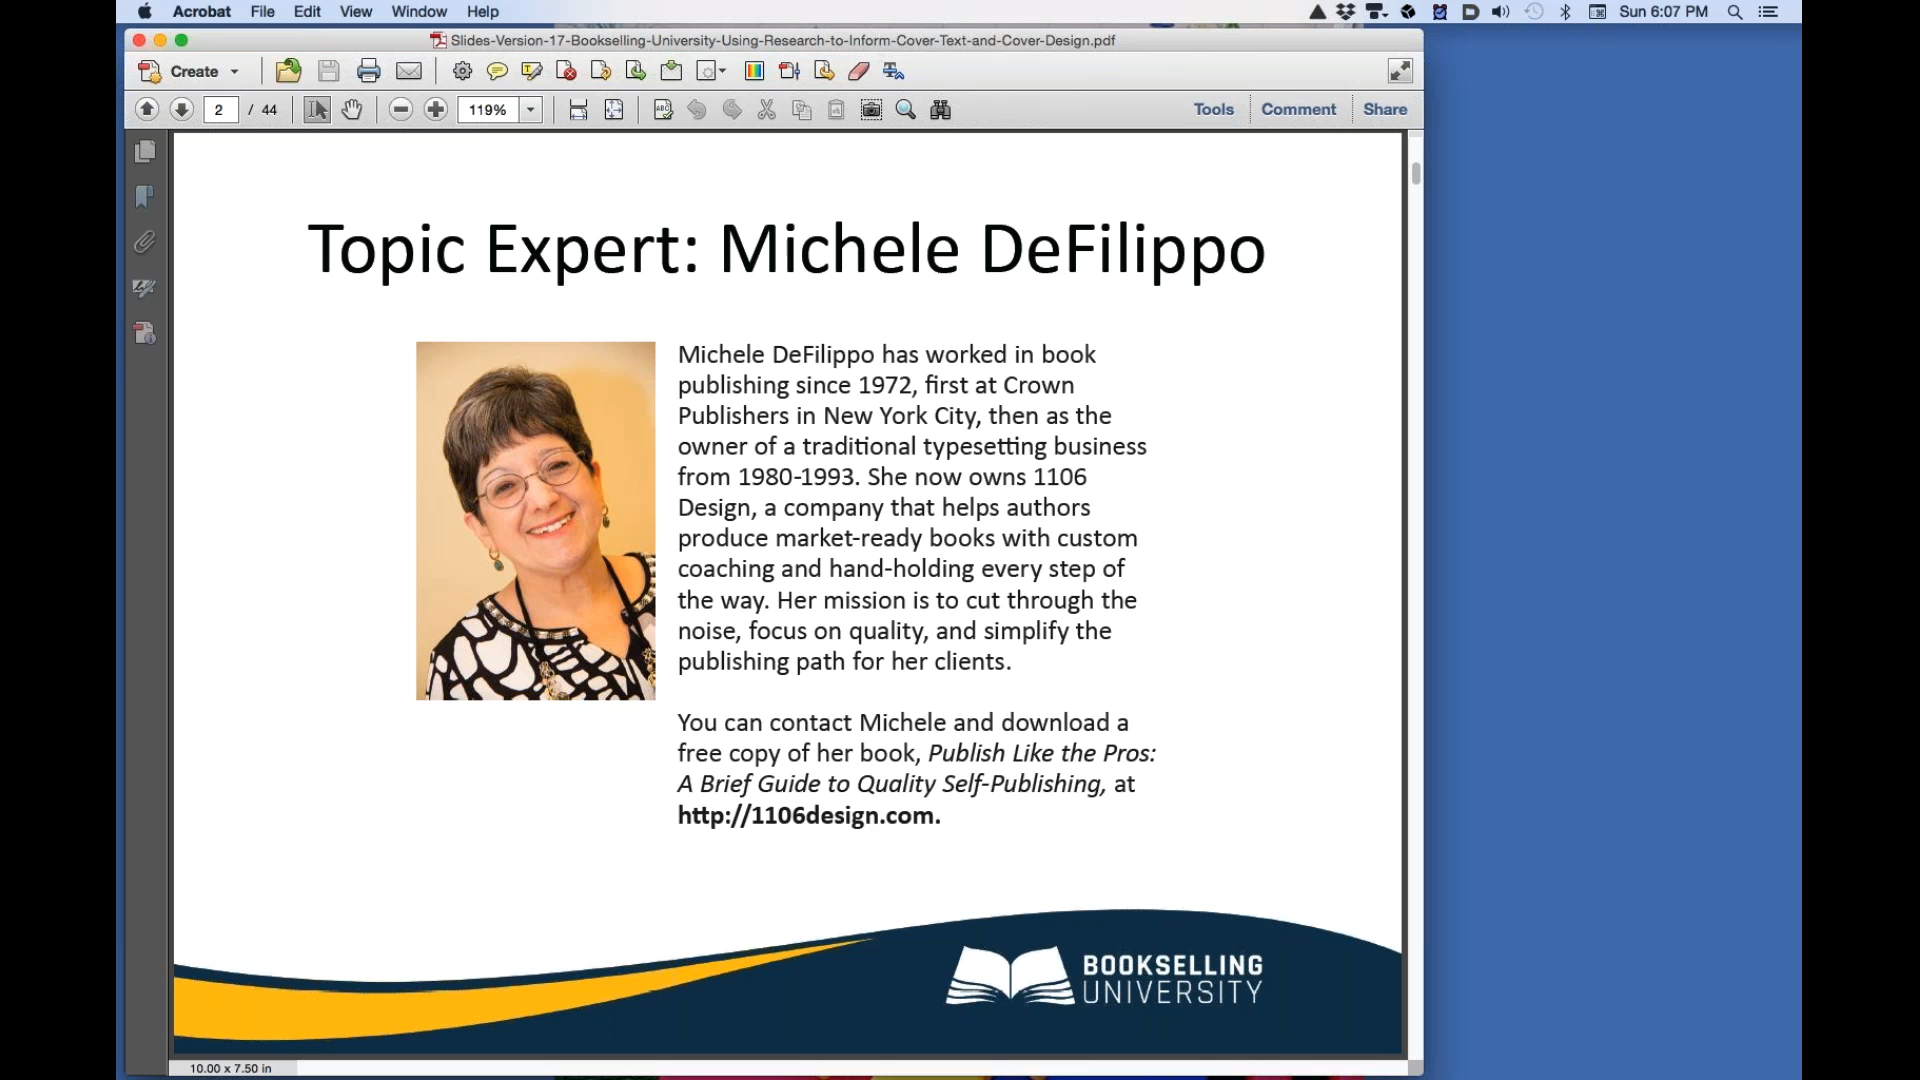 Acrobat File Edit View Window Help Sun 6:07 PM
Slides-Version-17-Bookselling-University-Using-Research-to-Inform-Cover-Text-and-Cover-Design.pdf
Create
2 / 44 119% Tools Comment Share
Topic Expert: Michele DeFilippo
Michele DeFilippo has worked in book
publishing since 1972, first at Crown
Publishers in New York City, then as the
owner of a traditional typesetting business
from 1980-1993. She now owns 1106
Design, a company that helps authors
produce market-ready books with custom
coaching and hand-holding every step of
the way. Her mission is to cut through the
noise, focus on quality, and simplify the
publishing path for her clients.
You can contact Michele and download a
free copy of her book, Publish Like the Pros:
A Brief Guide to Quality Self-Publishing, at
http://1106design.com.
BOOKSELLING
UNIVERSITY
10.00 x 7.50 in